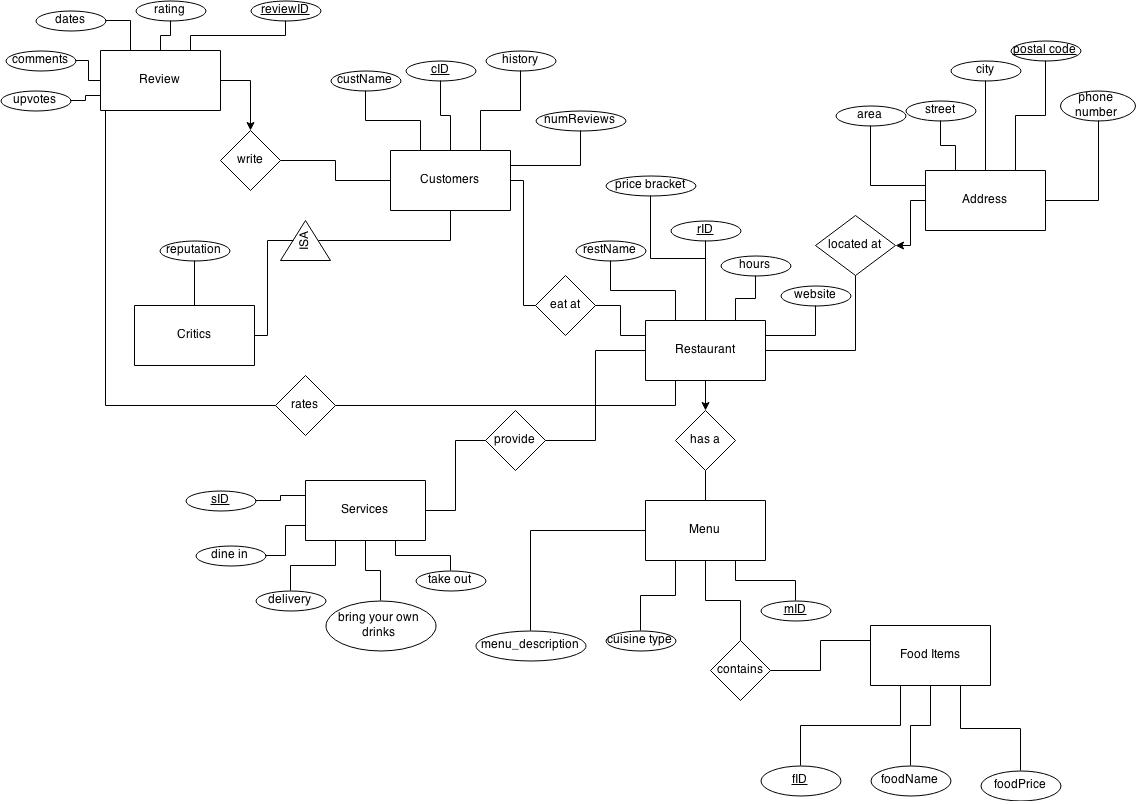 rating
reviewID
dates
comments
Review
upvotes
history
cID
custName
numReviews
write
Customers
city
postal code
phone
number
area
street
Address
price bracket
rID
restName
hours
website
located at
ISA
reputation
Critics
eat at
Restaurant
rates
provide
has a
sID
Services
dine in
delivery
take out
bring your own
drinks
Menu
mID
menu_description
cuisine type
contains
Food Items
fID
foodName
foodPrice